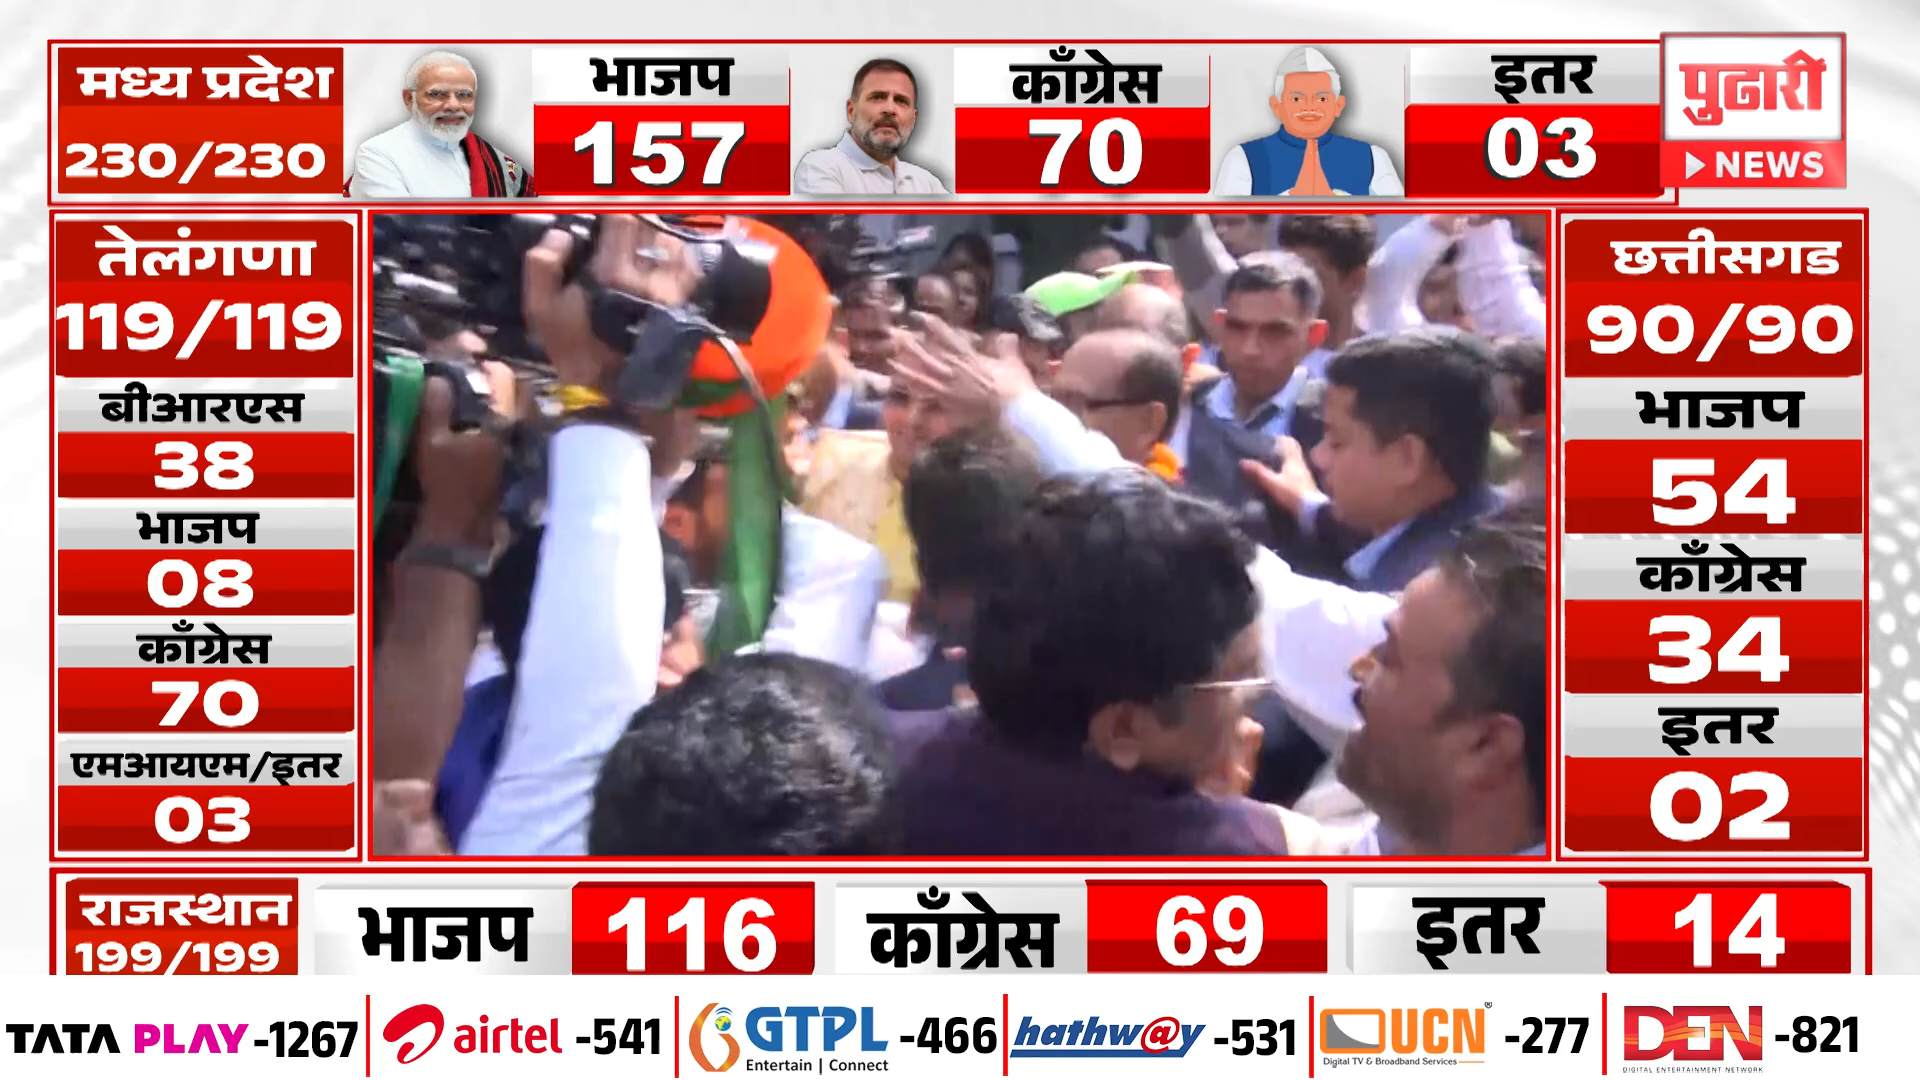 मध्य प्रदेश
230/230
भाजप
157
काँग्रेस
70
इतर
03
पुढारी
NEWS
तेलंगणा
119/119
बीआरएस
38
भाजप
08
काँग्रेस
70
एमआयएम/इतर
03
छत्तीसगड
90/90
भाजप
54
काँग्रेस
34
इतर
02
राजस्थान
199/199
भाजप
116
काँग्रेस
69
इतर
14
TATA PLAY -1267
airtel -541
GTPL -466
Entertain | Connect
hathw@y -531
UCN® -277
Digital TV & Broadband Services
DEN -821
DIGITAL ENTERTAINMENT NETWORK